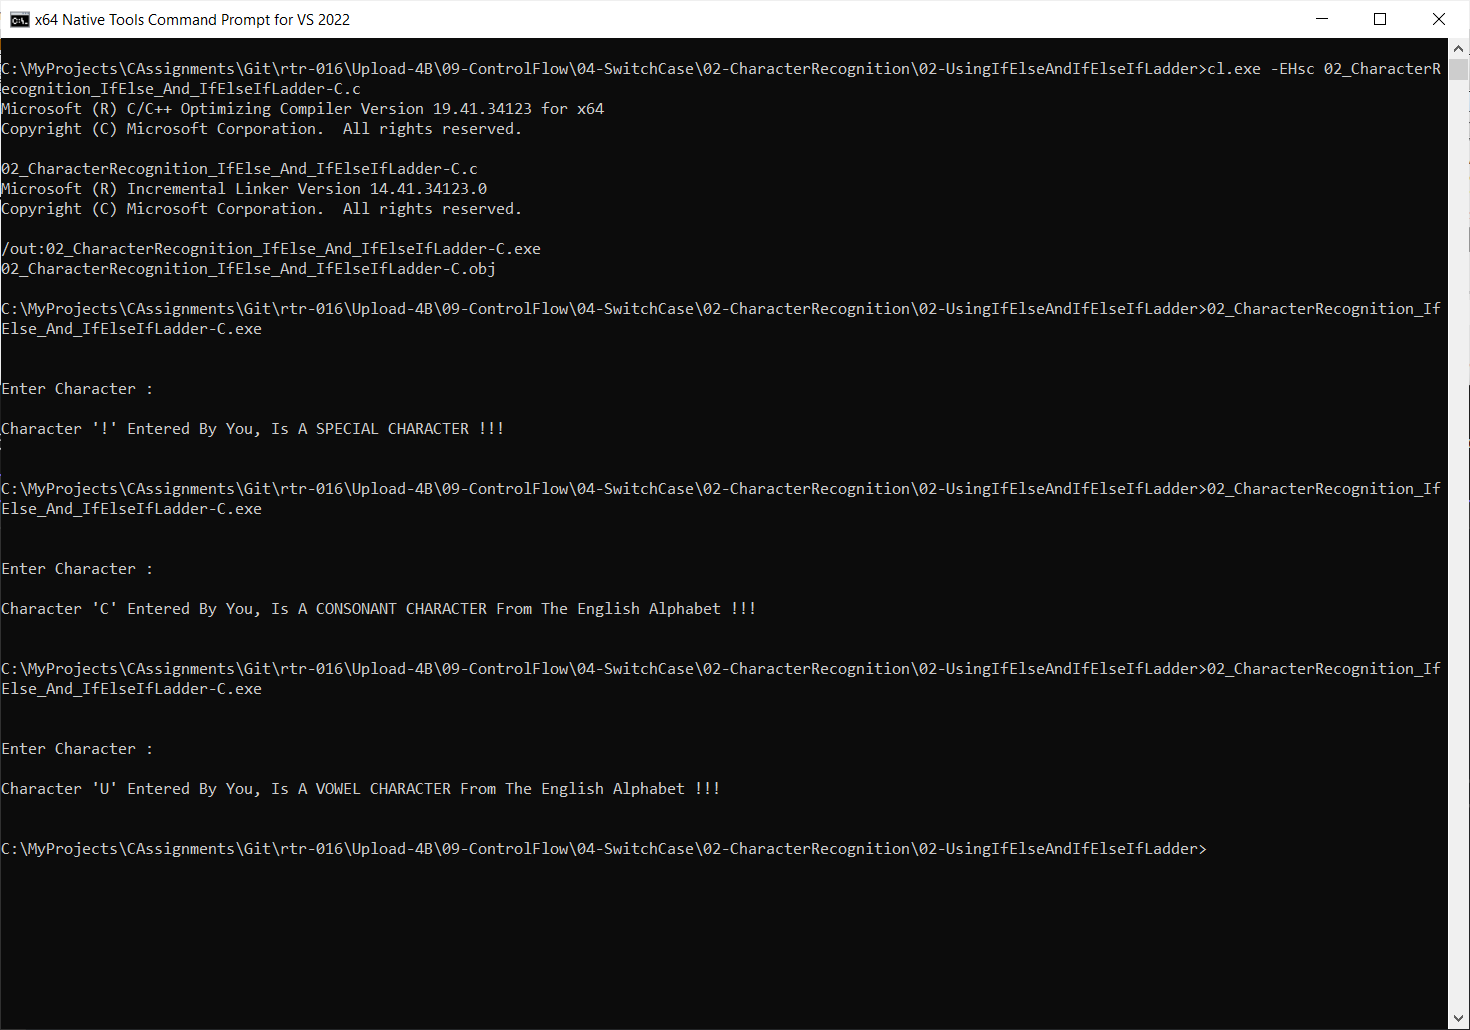 x64 Native Tools Command Prompt for VS 2022
C:\MyProjects\CAssignments\Git\rtr-016\Upload-4B\09-ControlFlow\04-SwitchCase\02-CharacterRecognition\02-UsingIfElseAndIfElseIfLadder>cl.exe -EHsc 02_CharacterR
ecognition_IfElse_And_IfElseIfLadder-C.c
Microsoft (R) C/C++ Optimizing Compiler Version 19.41.34123 for x64
Copyright (C) Microsoft Corporation.  All rights reserved.
02_CharacterRecognition_IfElse_And_IfElseIfLadder-C.c
Microsoft (R) Incremental Linker Version 14.41.34123.0
Copyright (C) Microsoft Corporation.  All rights reserved.
/out:02_CharacterRecognition_IfElse_And_IfElseIfLadder-C.exe
02_CharacterRecognition_IfElse_And_IfElseIfLadder-C.obj
C:\MyProjects\CAssignments\Git\rtr-016\Upload-4B\09-ControlFlow\04-SwitchCase\02-CharacterRecognition\02-UsingIfElseAndIfElseIfLadder>02_CharacterRecognition_If
Else_And_IfElseIfLadder-C.exe
Enter Character :
Character '!' Entered By You, Is A SPECIAL CHARACTER !!!
C:\MyProjects\CAssignments\Git\rtr-016\Upload-4B\09-ControlFlow\04-SwitchCase\02-CharacterRecognition\02-UsingIfElseAndIfElseIfLadder>02_CharacterRecognition_If
Else_And_IfElseIfLadder-C.exe
Enter Character :
Character 'C' Entered By You, Is A CONSONANT CHARACTER From The English Alphabet !!!
C:\MyProjects\CAssignments\Git\rtr-016\Upload-4B\09-ControlFlow\04-SwitchCase\02-CharacterRecognition\02-UsingIfElseAndIfElseIfLadder>02_CharacterRecognition_If
Else_And_IfElseIfLadder-C.exe
Enter Character :
Character 'U' Entered By You, Is A VOWEL CHARACTER From The English Alphabet !!!
C:\MyProjects\CAssignments\Git\rtr-016\Upload-4B\09-ControlFlow\04-SwitchCase\02-CharacterRecognition\02-UsingIfElseAndIfElseIfLadder>